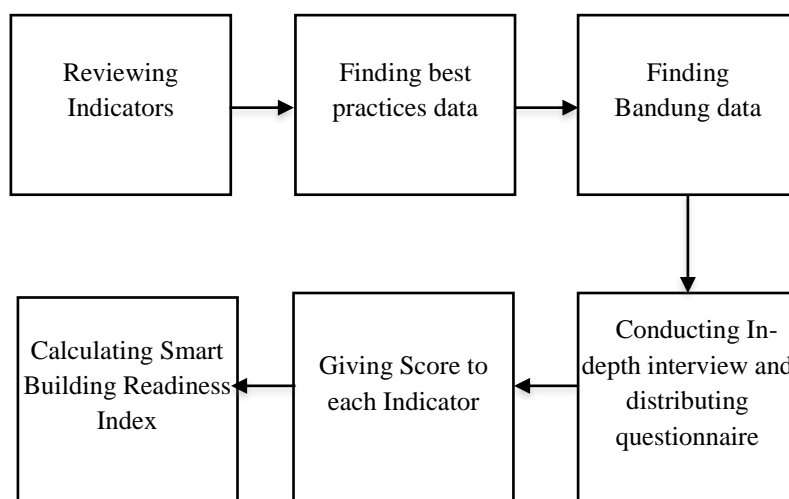 Reviewing
Indicators
Finding best
practices data
Finding
Bandung data
Conducting In-
depth interview and
distributing
questionnaire
Giving Score to
each Indicator
Calculating Smart
Building Readiness
Index